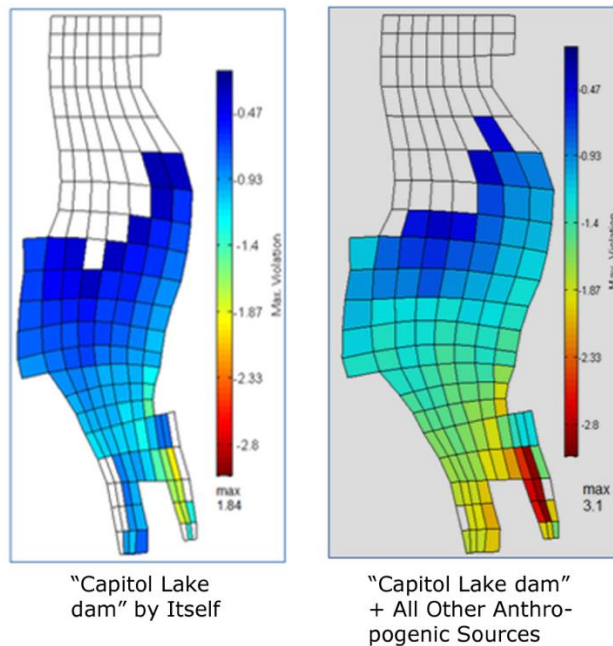 -0.47
-0.93
-1.4
-1.87
-2.33
-2.8
Max. Violation
max
1.84
"Capitol Lake
dam" by Itself
-0.47
-0.93
-1.4
-1.87
-2.33
-2.8
Max. Violation
max
3.1
"Capitol Lake dam"
+ All Other Anthro-
pogenic Sources